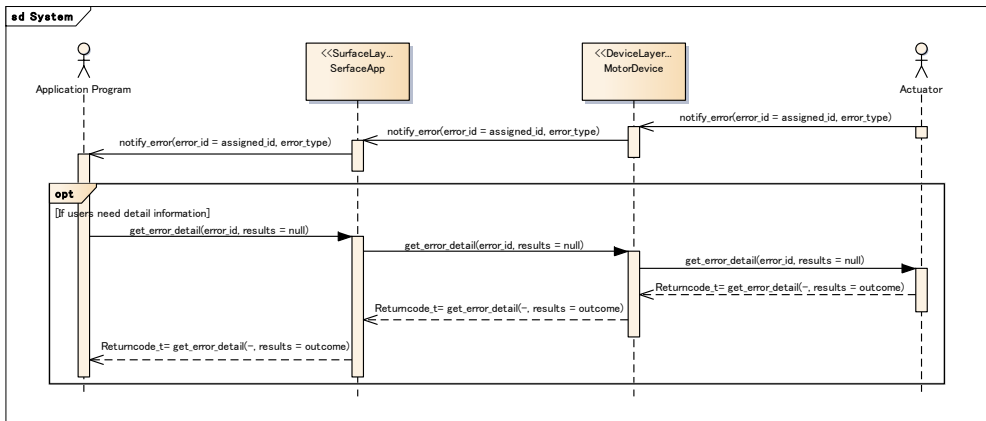 sd System
<<SurfaceLay...
SerfaceApp
<<DeviceLayer...
MotorDevice
Application Program
Actuator
notify_error(error_id = assigned_id, error_type)
notify_error(error_id = assigned_id, error_type)
notify_error(error_id = assigned_id, error_type)
opt
[If users need detail information]
get_error_detail(error_id, results = null)
get_error_detail(error_id, results = null)
get_error_detail(error_id, results = null)
Returncode_t= get_error_detail(-, results = outcome)
Returncode_t= get_error_detail(-, results = outcome)
Returncode_t= get_error_detail(-, results = outcome)